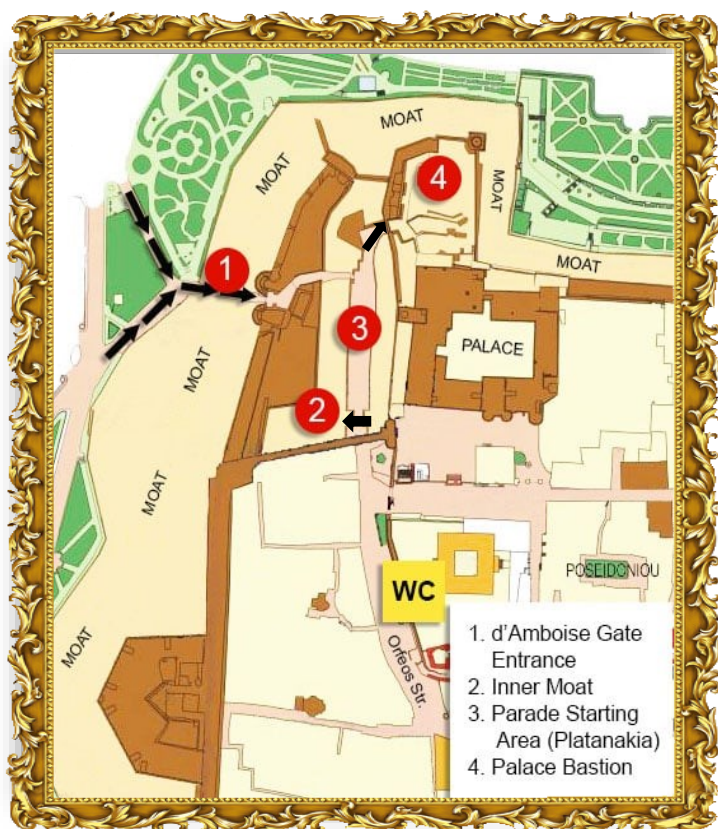 MOAT
MOAT
4
MOAT
MOAT
1
3
PALACE
MOAT
2
MOAT
POSEIDONIOU
WC
Orfeos Str.
MOAT
1. d'Amboise Gate
Entrance
2. Inner Moat
3. Parade Starting
Area (Platanakia)
4. Palace Bastion